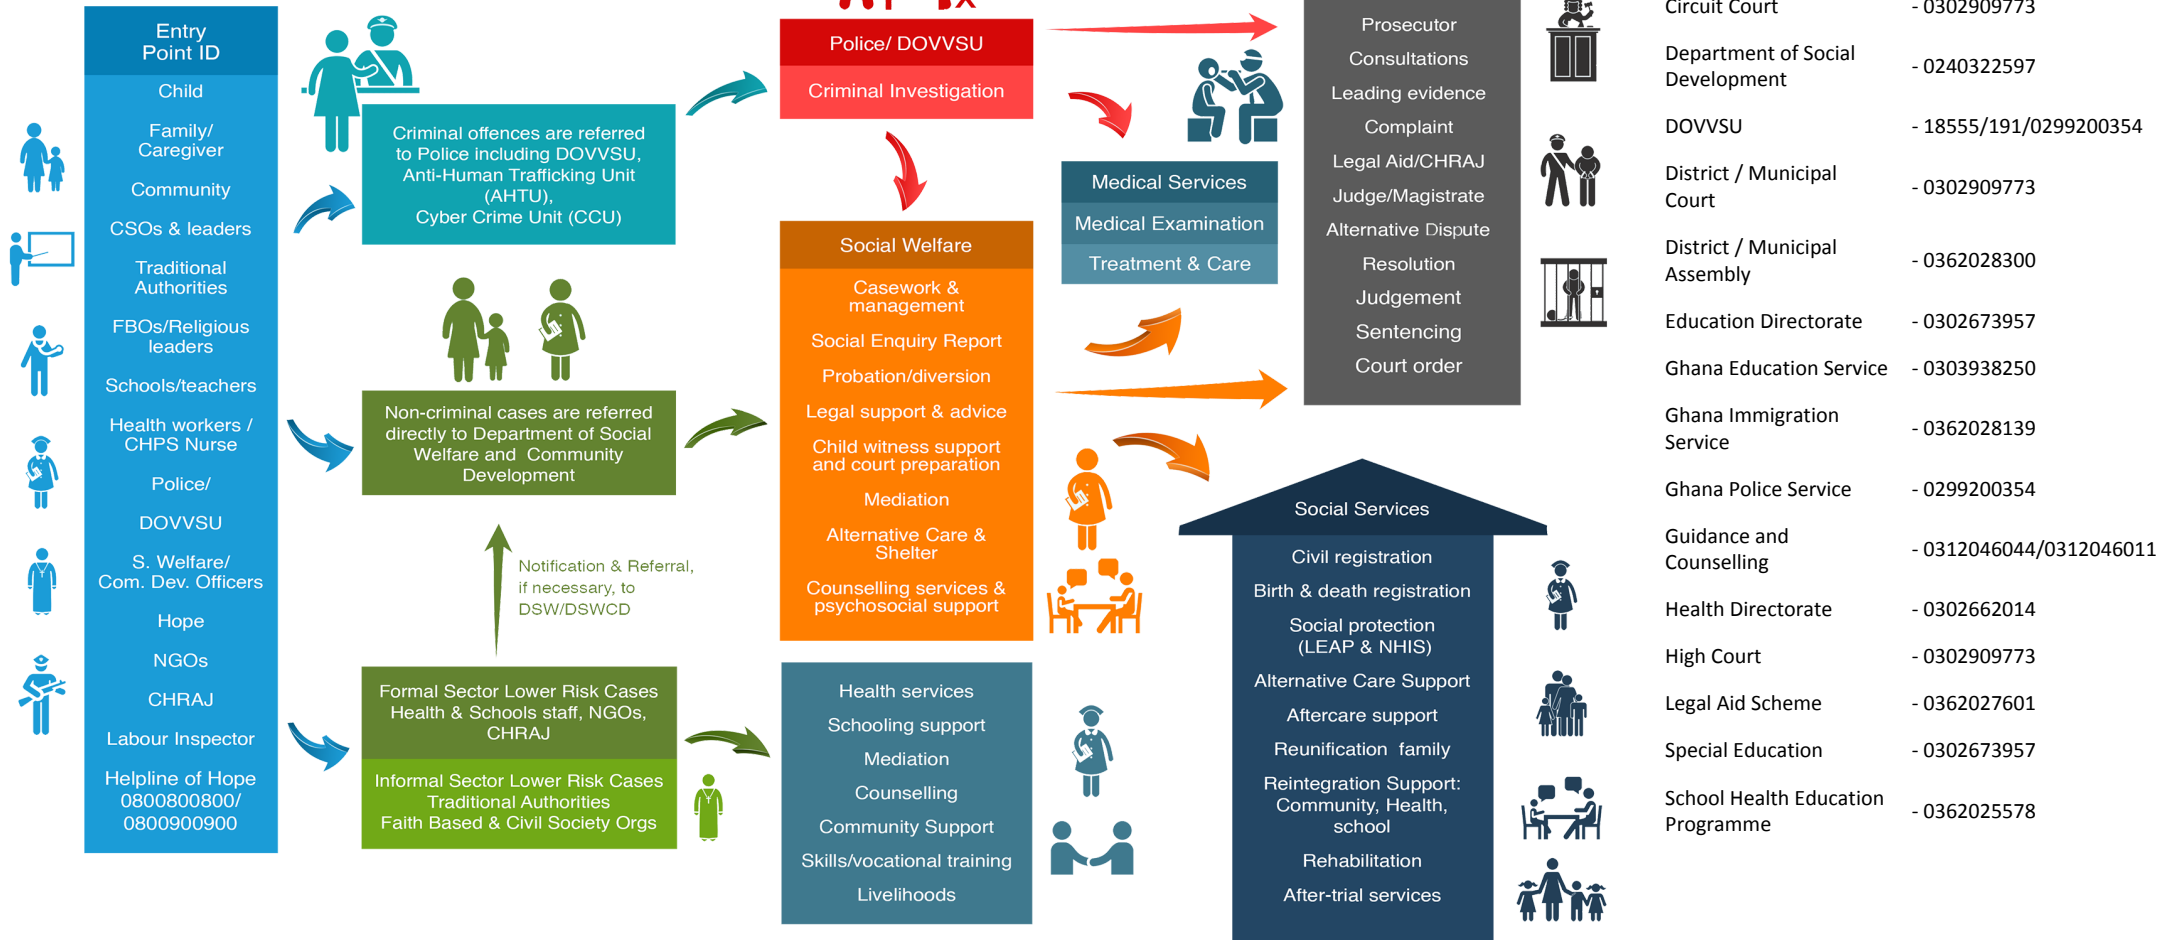 Entry
Point ID
Child
Family/
Caregiver
Community
CSOs & leaders
Traditional
Authorities
FBOs/Religious
leaders
Schools/teachers
Health workers /
CHPS Nurse
Police/
DOVVSU
S. Welfare/
Com. Dev. Officers
Hope
NGOs
CHRAJ
Labour Inspector
Helpline of Hope
0800800800/
0800900900
Criminal offences are referred
to Police including DOVVSU,
Anti-Human Trafficking Unit
(AHTU),
Cyber Crime Unit (CCU)
Non-criminal cases are referred
directly to Department of Social
Welfare and Community
Development
Notification & Referral,
if necessary, to
DSW/DSWCD
Formal Sector Lower Risk Cases
Health & Schools staff, NGOs,
CHRAJ
Informal Sector Lower Risk Cases
Traditional Authorities
Faith Based & Civil Society Orgs
Police/ DOVVSU
Criminal Investigation
Social Welfare
Casework &
management
Social Enquiry Report
Probation/diversion
Legal support & advice
Child witness support
and court preparation
Mediation
Alternative Care &
Shelter
Counselling services &
psychosocial support
Health services
Schooling support
Mediation
Counselling
Community Support
Skills/vocational training
Livelihoods
Medical Services
Medical Examination
Treatment & Care
Prosecutor
Consultations
Leading evidence
Complaint
Legal Aid/CHRAJ
Judge/Magistrate
Alternative Dispute
Resolution
Judgement
Sentencing
Court order
Social Services
Civil registration
Birth & death registration
Social protection
(LEAP & NHIS)
Alternative Care Support
Aftercare support
Reunification family
Reintegration Support:
Community, Health,
school
Rehabilitation
After-trial services
Circuit Court - 0302909773
Department of Social
Development - 0240322597
DOVVSU - 18555/191/0299200354
District / Municipal
Court - 0302909773
District / Municipal
Assembly - 0362028300
Education Directorate - 0302673957
Ghana Education Service - 0303938250
Ghana Immigration
Service - 0362028139
Ghana Police Service - 0299200354
Guidance and
Counselling - 0312046044/0312046011
Health Directorate - 0302662014
High Court - 0302909773
Legal Aid Scheme - 0362027601
Special Education - 0302673957
School Health Education
Programme - 0362025578